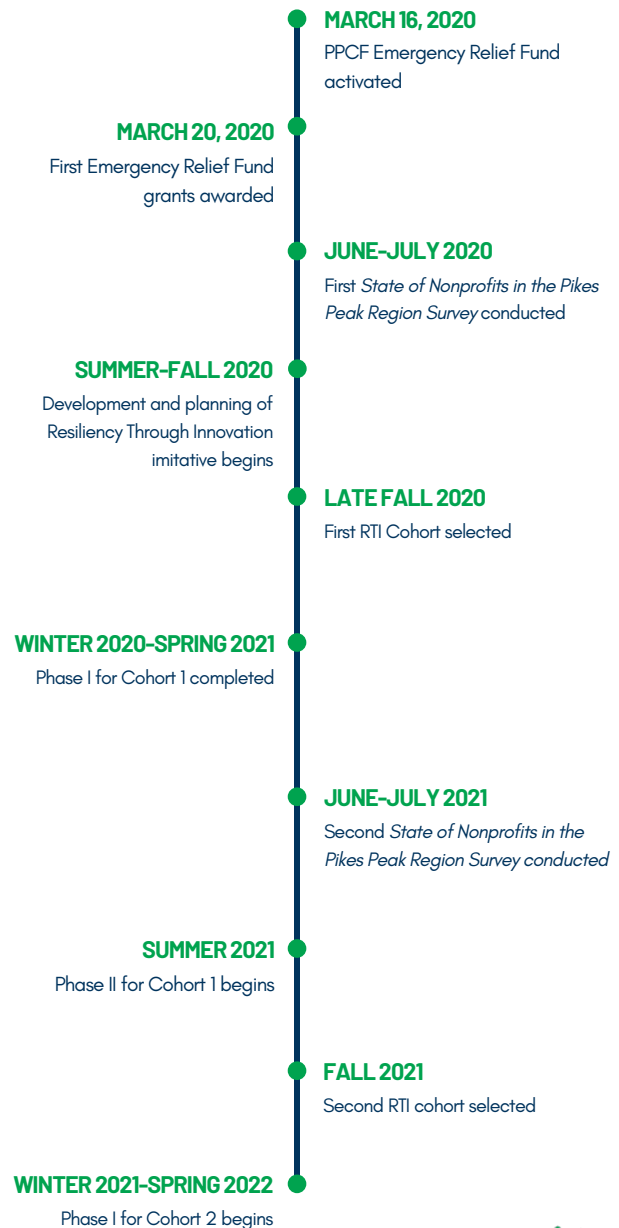 MARCH 16, 2020
PPCF Emergency Relief Fund
activated
MARCH 20, 2020
First Emergency Relief Fund
grants awarded
JUNE-JULY 2020
First State of Nonprofits in the Pikes
Peak Region Survey conducted
SUMMER-FALL 2020
Development and planning of
Resiliency Through Innovation
imitative begins
LATE FALL 2020
First RTI Cohort selected
WINTER 2020-SPRING 2021
Phase I for Cohort 1 completed
JUNE-JULY 2021
Second State of Nonprofits in the
Pikes Peak Region Survey conducted
SUMMER 2021
Phase II for Cohort 1 begins
FALL 2021
Second RTI cohort selected
WINTER 2021-SPRING 2022
Phase I for Cohort 2 begins